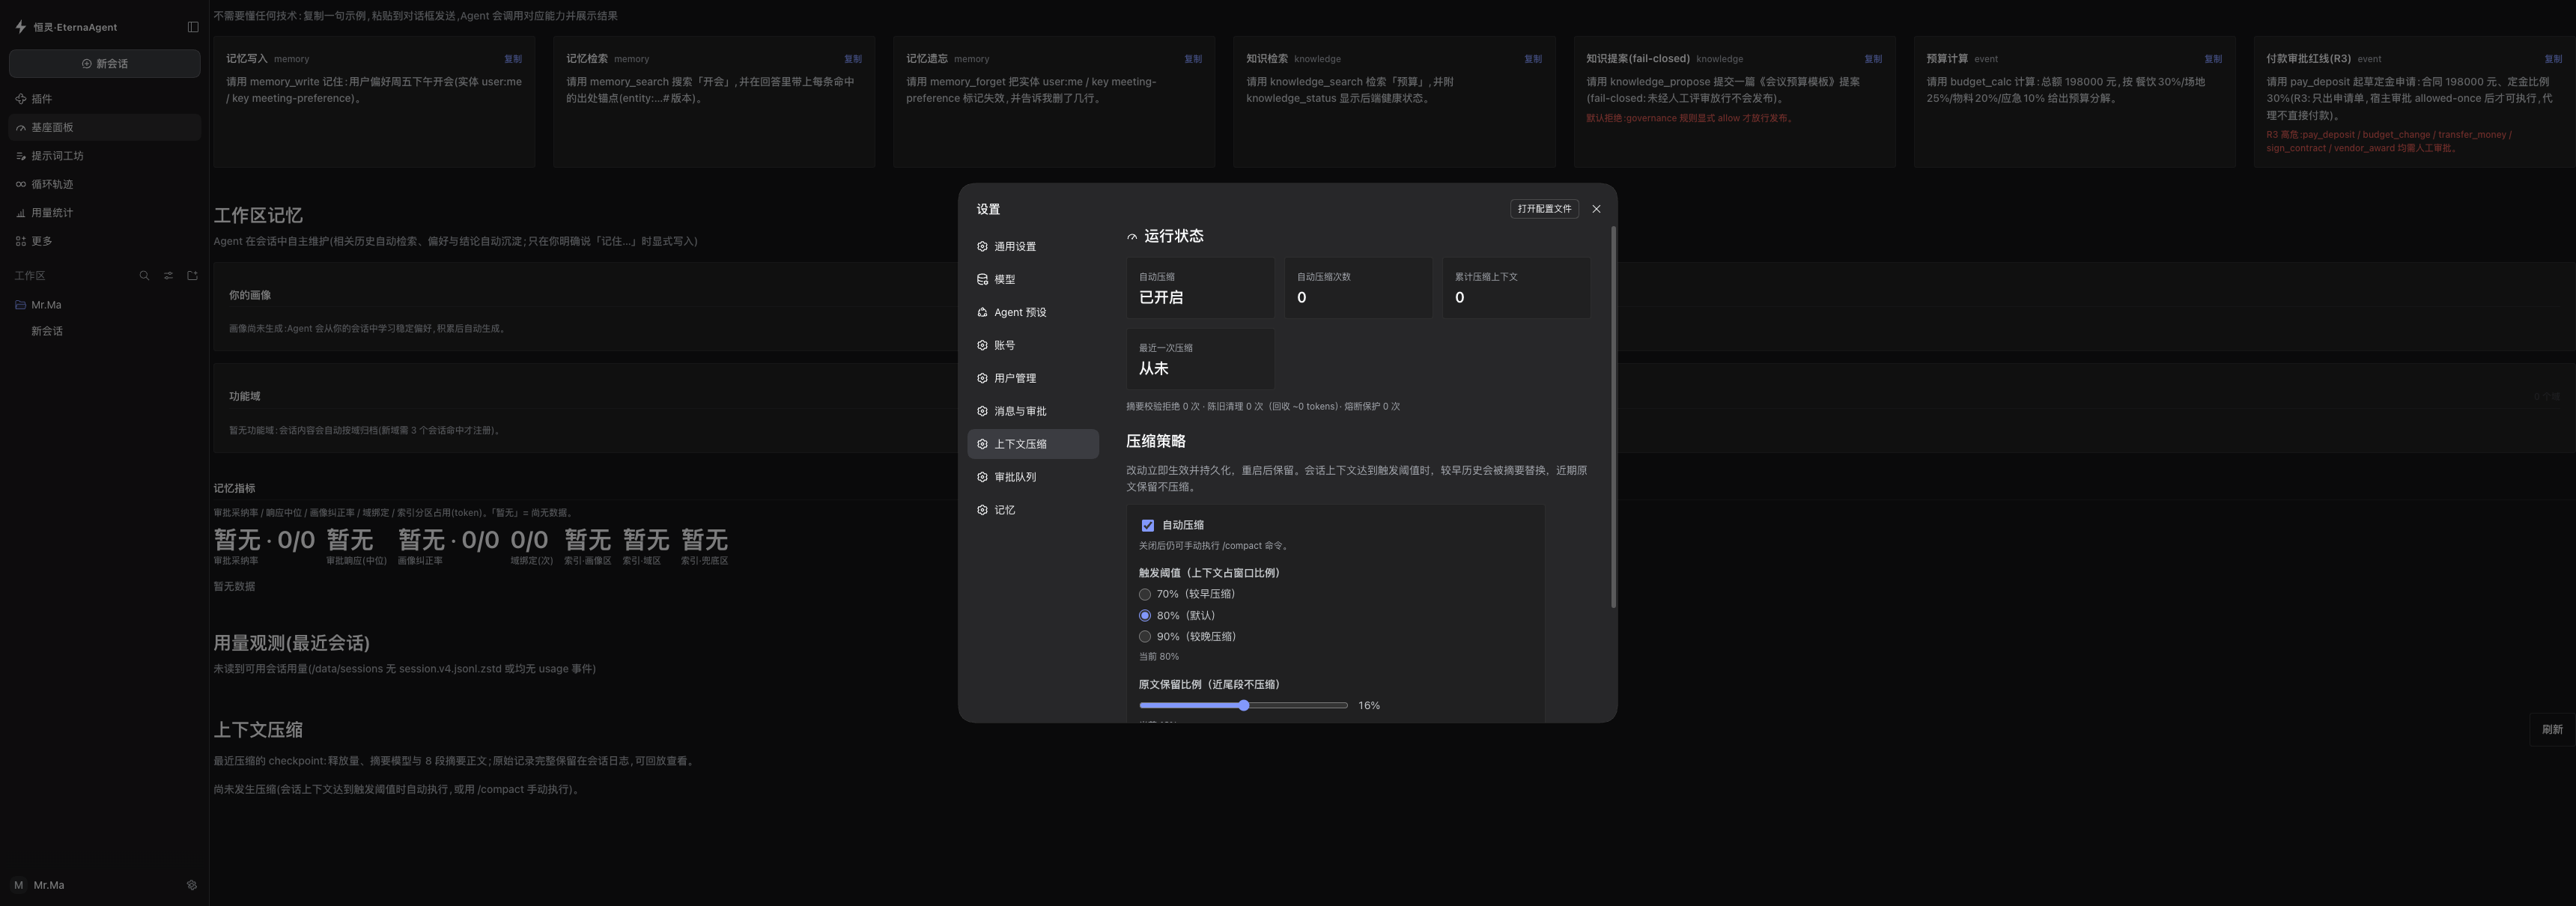 恒灵·EternaAgent
新会话
插件
基座面板
提示词工坊
循环轨迹
用量统计
更多
工作区
Mr.Ma
新会话
M Mr.Ma
不需要懂任何技术:复制一句示例,粘贴到对话框发送,Agent 会调用对应能力并展示结果
记忆写入 memory 复制
请用 memory_write 记住:用户偏好周五下午开会(实体 user:me
/ key meeting-preference)。
记忆检索 memory 复制
请用 memory_search 搜索「开会」,并在回答里带上每条命中
的出处锚点(entity:...# 版本)。
记忆遗忘 memory 复制
请用 memory_forget 把实体 user:me / key meeting-
preference 标记失效,并告诉我删了几行。
知识检索 knowledge 复制
请用 knowledge_search 检索「预算」,并附
knowledge_status 显示后端健康状态。
知识提案(fail-closed) knowledge 复制
请用 knowledge_propose 提交一篇《会议预算模板》提案
(fail-closed:未经人工评审放行不会发布)。
默认拒绝:governance 规则显式 allow 才放行发布。
预算计算 event 复制
请用 budget_calc 计算:总额 198000 元,按 餐饮30%/场地
25%/物料20%/应急10% 给出预算分解。
付款审批红线(R3) event 复制
请用 pay_deposit 起草定金申请:合同 198000 元、定金比例
30%(R3:只出申请单,宿主审批 allowed-once 后才可执行,代
理不直接付款)。
R3 高危:pay_deposit / budget_change / transfer_money /
sign_contract / vendor_award 均需人工审批。
工作区记忆
Agent 在会话中自主维护(相关历史自动检索、偏好与结论自动沉淀;只在你明确说「记住...」时显式写入)
你的画像
画像尚未生成:Agent 会从你的会话中学习稳定偏好,积累后自动生成。
功能域
0 个域
暂无功能域:会话内容会自动按域归档(新域需 3 个会话命中才注册)。
记忆指标
审批采纳率 / 响应中位 / 画像纠正率 / 域绑定 / 索引分区占用(token)。「暂无」= 尚无数据。
暂无 · 0/0 暂无 暂无 · 0/0 0/0 暂无 暂无 暂无
审批采纳率 审批响应(中位) 画像纠正率 域绑定(次) 索引·画像区 索引·域区 索引·兜底区
暂无数据
用量观测(最近会话)
未读到可用会话用量(/data/sessions 无 session.v4.jsonl.zstd 或均无 usage 事件)
上下文压缩
刷新
最近压缩的 checkpoint:释放量、摘要模型与 8 段摘要正文;原始记录完整保留在会话日志,可回放查看。
尚未发生压缩(会话上下文达到触发阈值时自动执行,或用 /compact 手动执行)。
设置
打开配置文件
通用设置
模型
Agent 预设
账号
用户管理
消息与审批
上下文压缩
审批队列
记忆
运行状态
自动压缩
已开启
自动压缩次数
0
累计压缩上下文
0
最近一次压缩
从未
摘要校验拒绝 0 次 · 陈旧清理 0 次（回收 ~0 tokens）· 熔断保护 0 次
压缩策略
改动立即生效并持久化，重启后保留。会话上下文达到触发阈值时，较早历史会被摘要替换，近期原
文保留不压缩。
自动压缩
关闭后仍可手动执行 /compact 命令。
触发阈值（上下文占窗口比例）
70%（较早压缩）
80%（默认）
90%（较晚压缩）
当前 80%
原文保留比例（近尾段不压缩）
16%